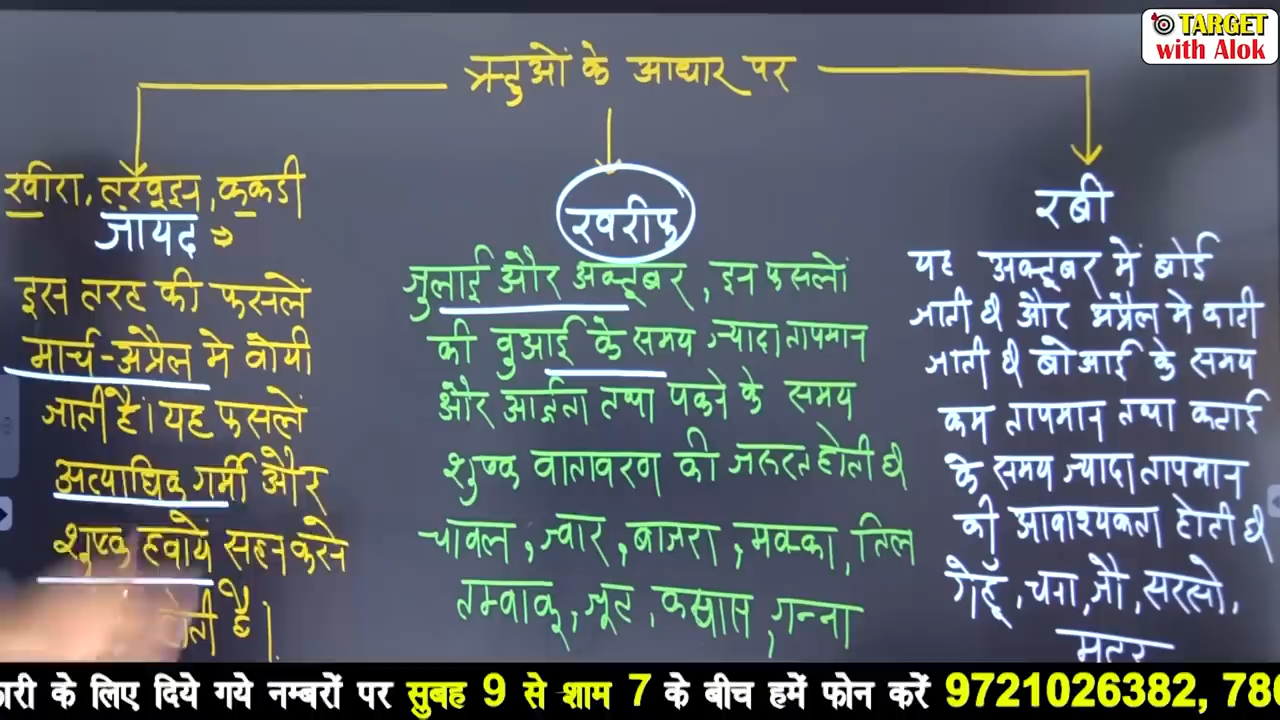 TARGET
with Alok
ऋतुओं के आधार पर
खीरा, तरबूज, ककडी
जायद ⇒
इस तरह की फसलें
मार्च-अप्रैल मे बोयी
जाती हैं। यह फसलें
अत्याधिक गर्मी और
शुष्क हवायें सहन करने
होती है।
खरीफ
जुलाई और अक्टूबर, इन फसलों
की बुआई के समय ज्यादा तापमान
और आर्द्रता तथा पकने के समय
शुष्क वातावरण की जरुरत होती है
चावल, ज्वार, बाजरा, मक्का, तिल
तम्बाकू, जूट, कपास, गन्ना
रबी
यह अक्टूबर में बोई
जाती है और अप्रैल मे काटी
जाती है बोआई के समय
कम तापमान तथा कटाई
के समय ज्यादा तापमान
की आवाश्यकता होती है
गेहूँ, चना, जौ, सरसो,
मटर
कारी के लिए दिये गये नम्बरों पर सुबह 9 से शाम 7 के बीच हमें फोन करें 9721026382, 780